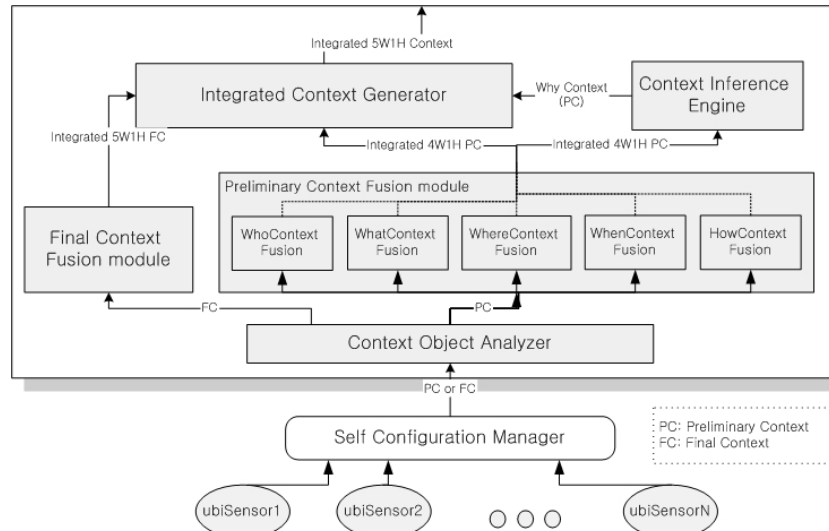 Integrated 5W1H Context
Integrated Context Generator
Why Context
(PC)
Context Inference
Engine
Integrated 5W1H FC
Integrated 4W1H PC
Integrated 4W1H PC
Preliminary Context Fusion module
Final Context
Fusion module
WhoContext
Fusion
WhatContext
Fusion
WhereContext
Fusion
WhenContext
Fusion
HowContext
Fusion
FC
PC
Context Object Analyzer
PC or FC
Self Configuration Manager
PC: Preliminary Context
FC: Final Context
ubiSensor1
ubiSensor2
ubiSensorN